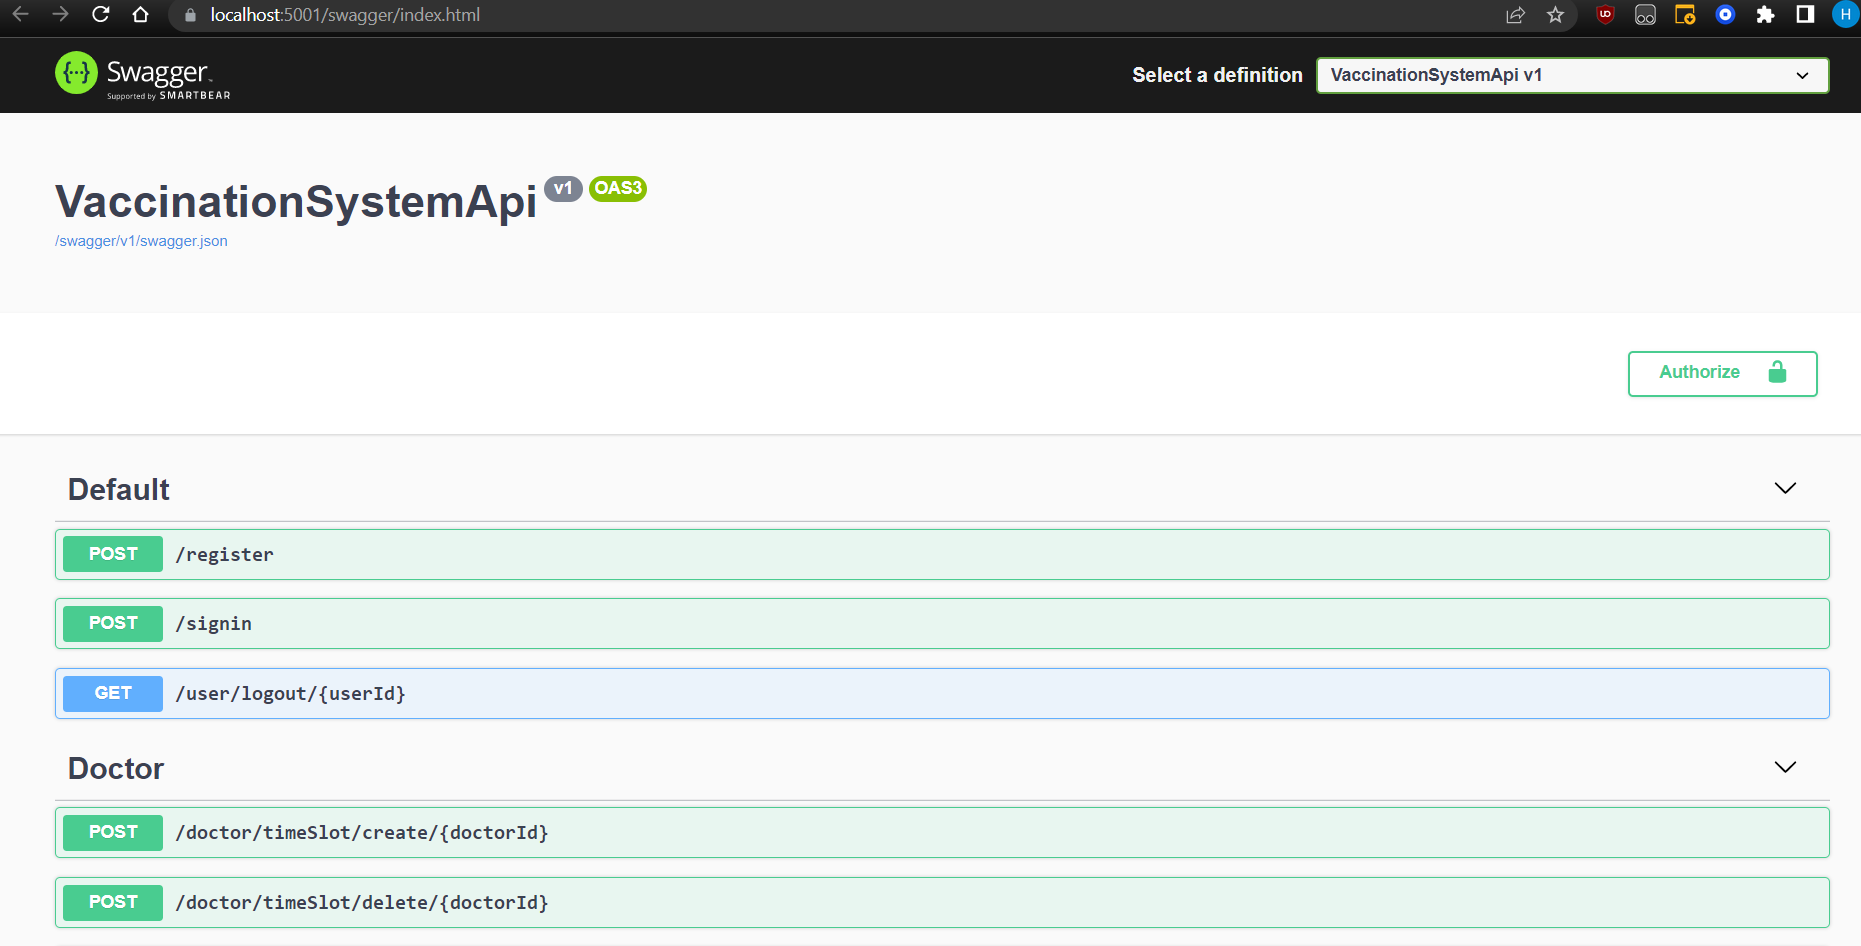 localhost:5001/swagger/index.html
UO
H
{...} Swagger
Supported by SMARTBEAR
Select a definition
VaccinationSystemApi v1
VaccinationSystemApi v1 OAS3
/swagger/v1/swagger.json
Authorize
Default
POST /register
POST /signin
GET /user/logout/{userId}
Doctor
POST /doctor/timeSlot/create/{doctorId}
POST /doctor/timeSlot/delete/{doctorId}